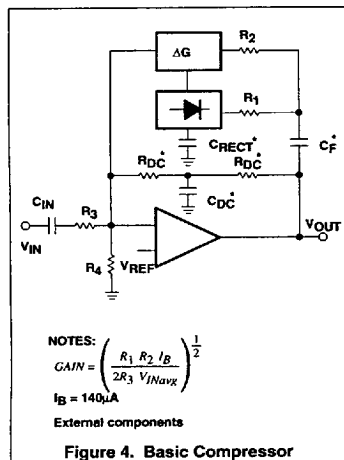 ΔG
R2
R1
CRECT*
CF*
RDC*
RDC*
CIN
R3
CDC*
VIN
VOUT
R4
VREF
NOTES:
GAIN = ( R1 R2 IB / 2R3 VINavg ) 1/2
IB = 140μA
External components
Figure 4. Basic Compressor